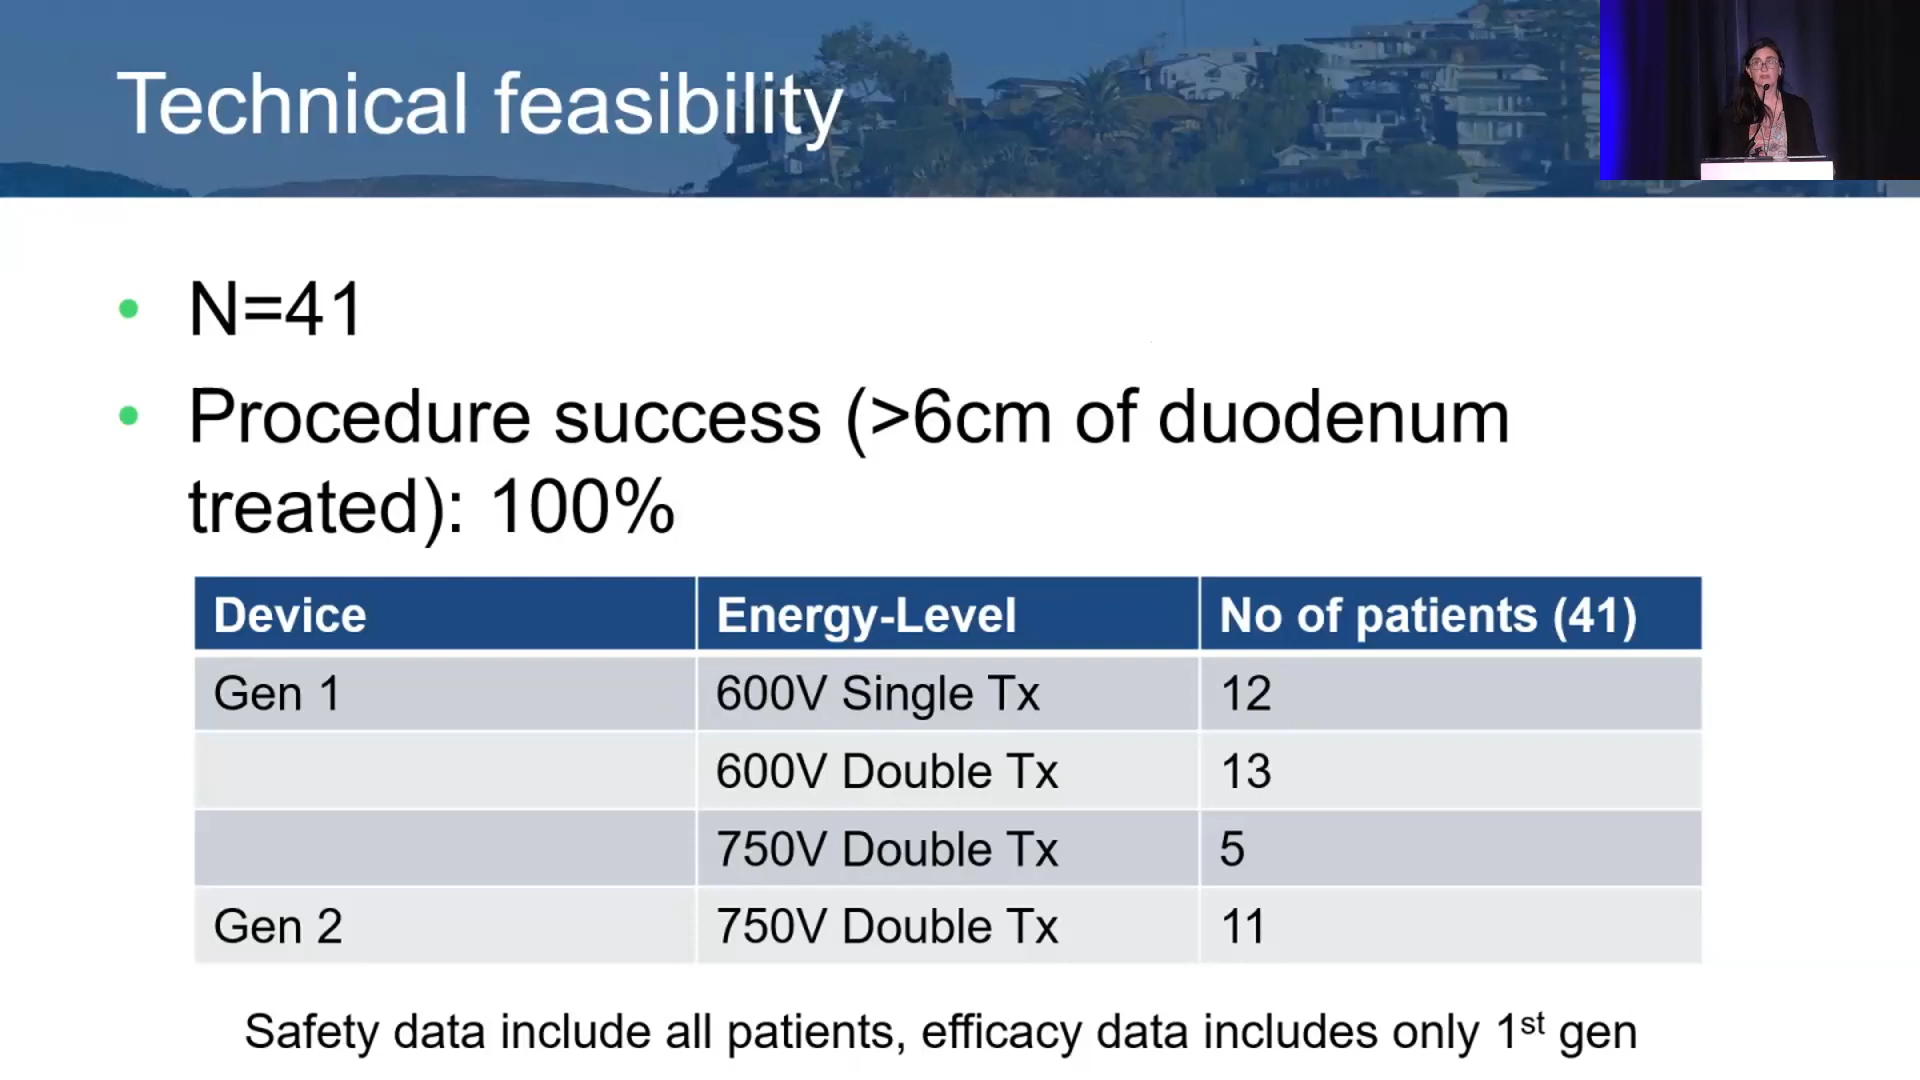 Technical feasibility
• N=41
• Procedure success (>6cm of duodenum
treated): 100%
Device Energy-Level No of patients (41)
Gen 1 600V Single Tx 12
600V Double Tx 13
750V Double Tx 5
Gen 2 750V Double Tx 11
Safety data include all patients, efficacy data includes only 1st gen